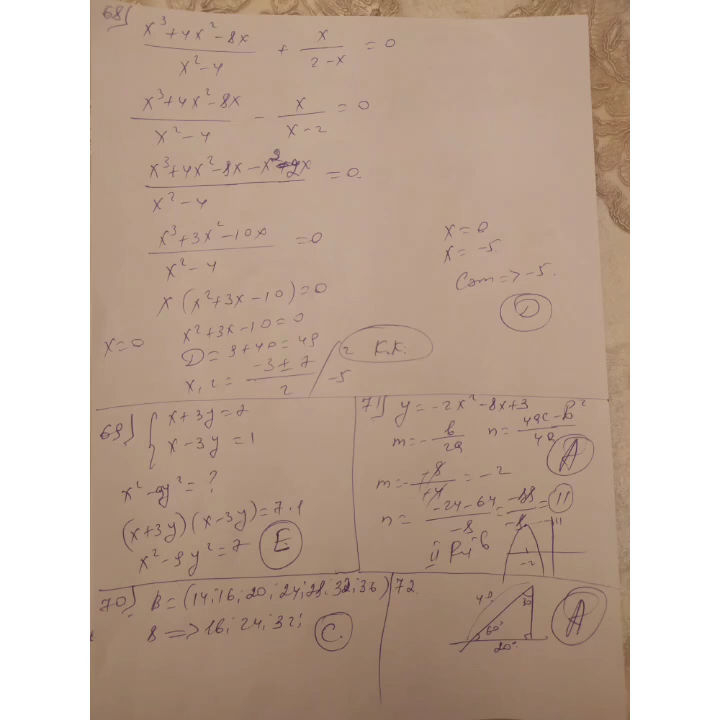 68)
x³+4x²-8x / x²-4 + x / 2-x = 0
x³+4x²-8x / x²-4 - x / x-2 = 0
x³+4x²-8x-x²-2x / x²-4 = 0.
x³+3x²-10x / x²-4 = 0
x(x²+3x-10)=0
x=0 x²+3x-10=0
D=9+40=49
x,2 = -3±7 / 2 2 К.К.
-5
x=0
x=-5.
=>-5.
D
69) { x+3y=7
x-3y=1
x²-9y²=?
(x+3y)(x-3y)=7·1
x²-9y²=7 E.
71) y=-2x²-8x+3
m=-b/2a n=4ac-b²/4a
A
m=-8/4=-2
n= -24-64 / -8 = -88 / -8 = 11
11
-2
70) B=(14;16;20;24;28;32;36)
8=>16;24;32; C.
72.
40
30
60°
20
A